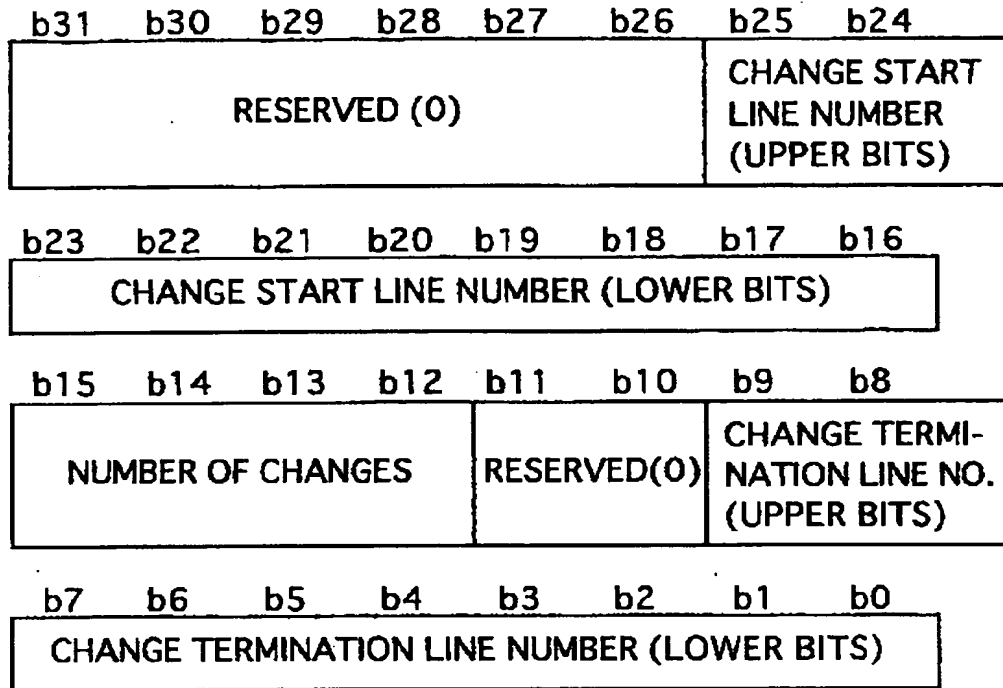 b31 b30 b29 b28 b27 b26 b25 b24
RESERVED (0)
CHANGE START
LINE NUMBER
(UPPER BITS)
b23 b22 b21 b20 b19 b18 b17 b16
CHANGE START LINE NUMBER (LOWER BITS)
b15 b14 b13 b12 b11 b10 b9 b8
NUMBER OF CHANGES
RESERVED(0)
CHANGE TERMI-
NATION LINE NO.
(UPPER BITS)
b7 b6 b5 b4 b3 b2 b1 b0
CHANGE TERMINATION LINE NUMBER (LOWER BITS)